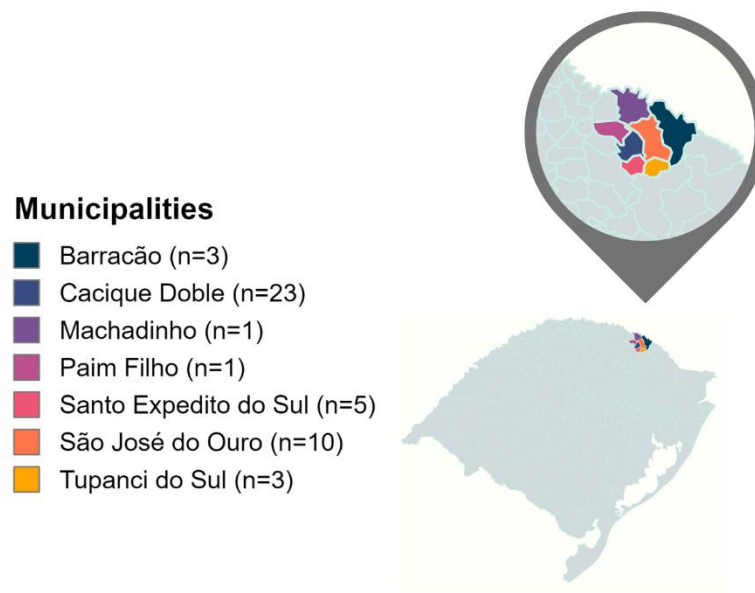 Municipalities
Barracão (n=3)
Cacique Doble (n=23)
Machadinho (n=1)
Paim Filho (n=1)
Santo Expedito do Sul (n=5)
São José do Ouro (n=10)
Tupanci do Sul (n=3)